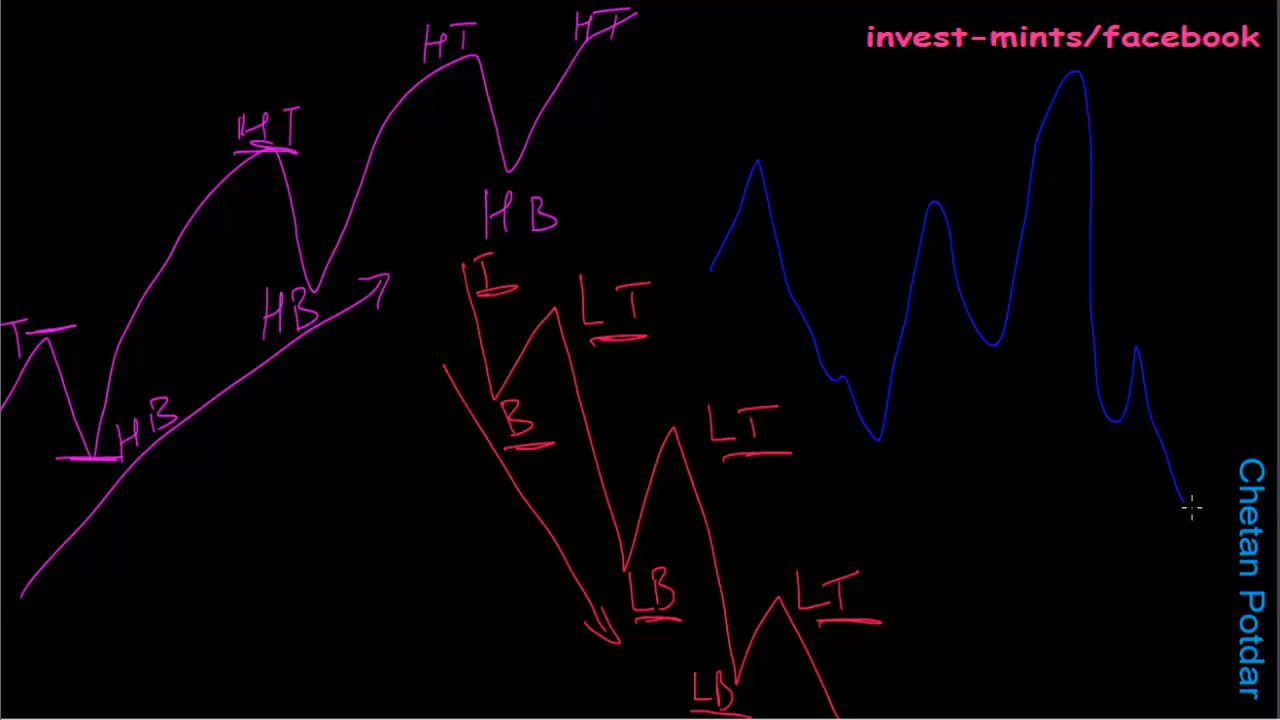 invest-mints/facebook
HT
HT
HT
HB
HB
T
HB
T
LT
B
LT
LB
LT
LB
Chetan Potdar